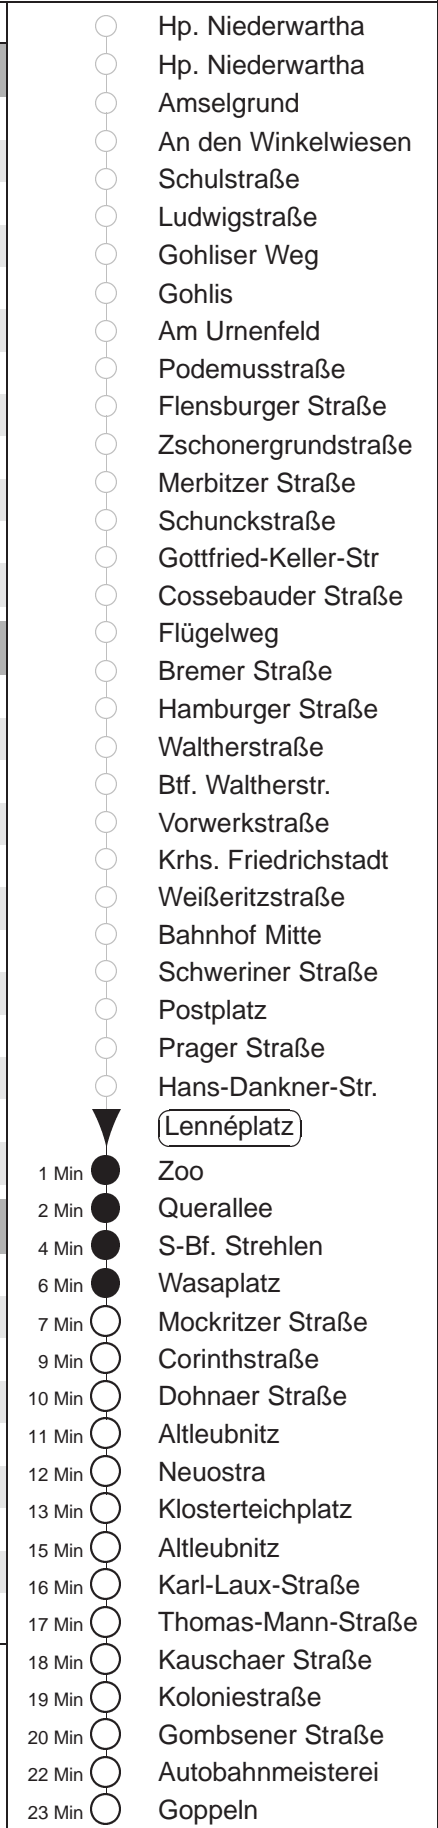 Hp. Niederwartha
Hp. Niederwartha
Amselgrund
An den Winkelwiesen
Schulstraße
Ludwigstraße
Gohliser Weg
Gohlis
Am Urnenfeld
Podemusstraße
Flensburger Straße
Zschonergrundstraße
Merbitzer Straße
Schunckstraße
Gottfried-Keller-Str
Cossebauder Straße
Flügelweg
Bremer Straße
Hamburger Straße
Waltherstraße
Btf. Waltherstr.
Vorwerkstraße
Krhs. Friedrichstadt
Weißeritzstraße
Bahnhof Mitte
Schweriner Straße
Postplatz
Prager Straße
Hans-Dankner-Str.
Lennéplatz
1 Min Zoo
2 Min Querallee
4 Min S-Bf. Strehlen
6 Min Wasaplatz
7 Min Mockritzer Straße
9 Min Corinthstraße
10 Min Dohnaer Straße
11 Min Altleubnitz
12 Min Neuostra
13 Min Klosterteichplatz
15 Min Altleubnitz
16 Min Karl-Laux-Straße
17 Min Thomas-Mann-Straße
18 Min Kauschaer Straße
19 Min Koloniestraße
20 Min Gombsener Straße
22 Min Autobahnmeisterei
23 Min Goppeln